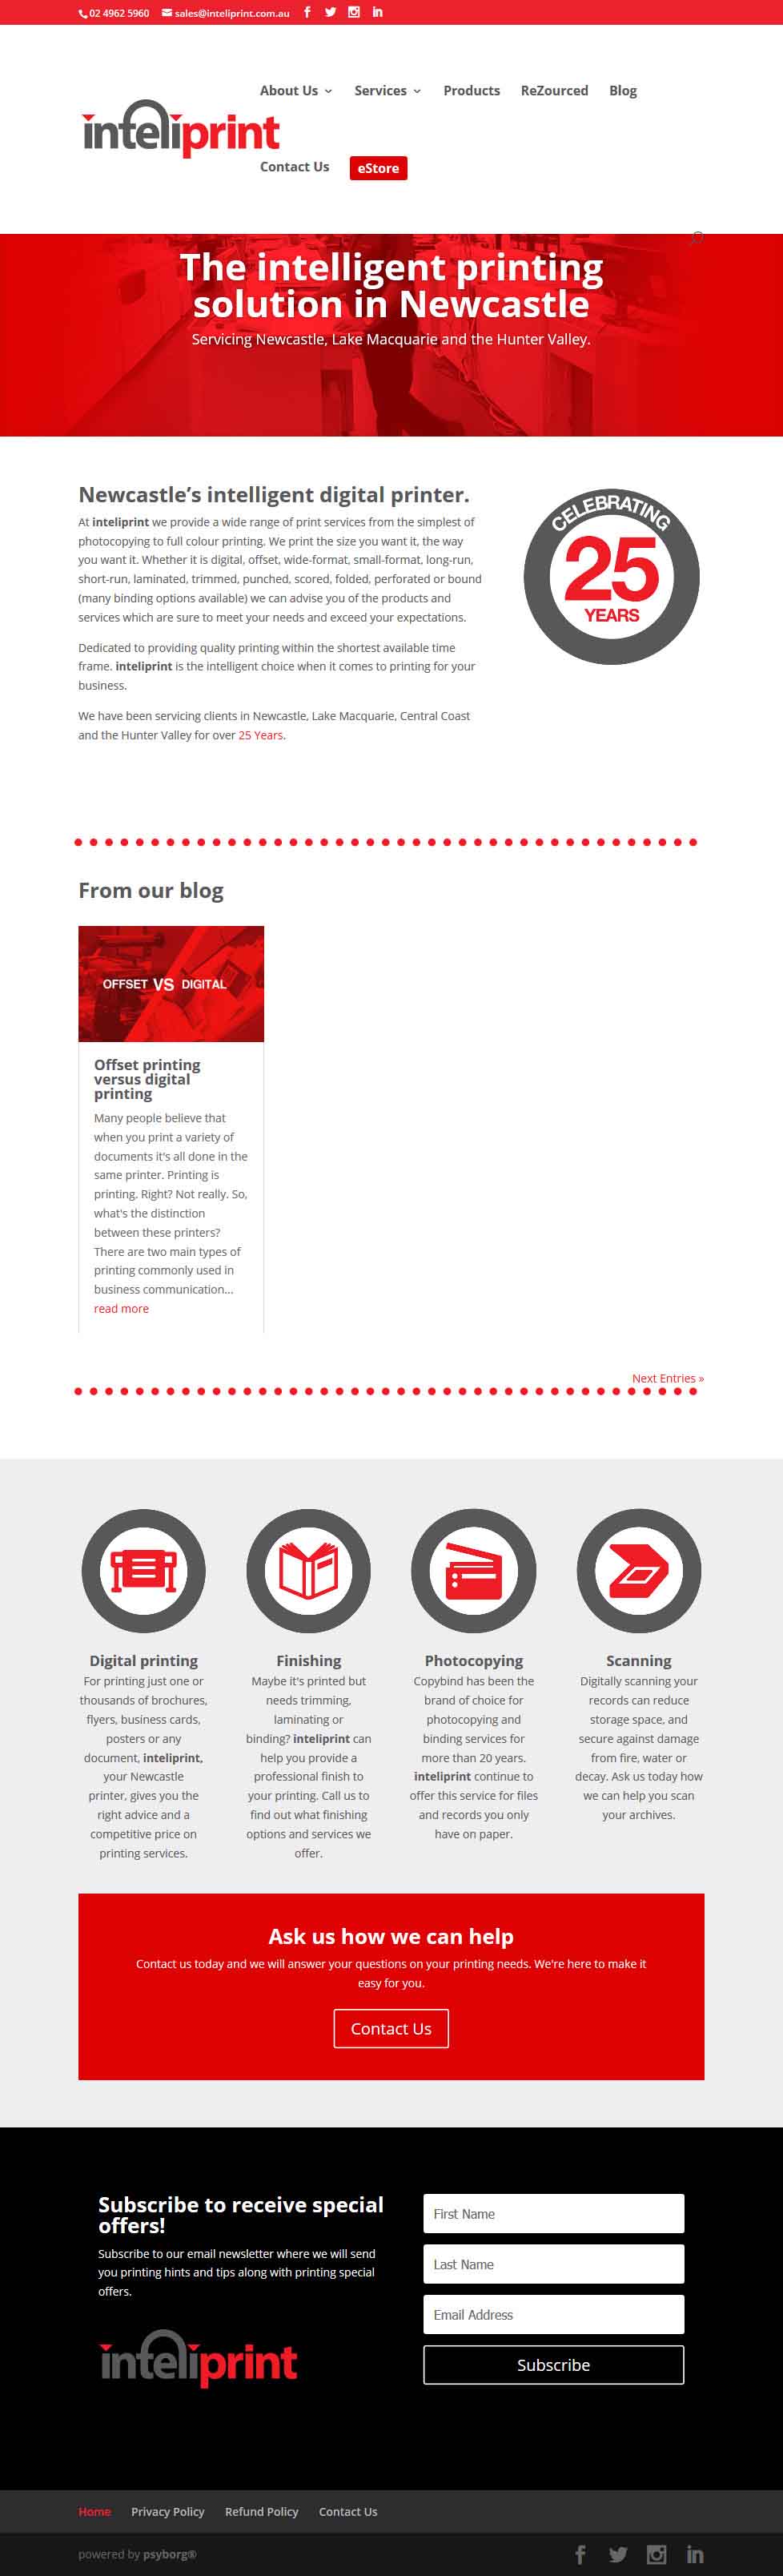 02 4962 5960 sales@inteliprint.com.au
About Us Services Products ReZourced Blog
inteliprint
Contact Us eStore
The intelligent printing
solution in Newcastle
Servicing Newcastle, Lake Macquarie and the Hunter Valley.
Newcastle’s intelligent digital printer.
At inteliprint we provide a wide range of print services from the simplest of
photocopying to full colour printing. We print the size you want it, the way
you want it. Whether it is digital, offset, wide-format, small-format, long-run,
short-run, laminated, trimmed, punched, scored, folded, perforated or bound
(many binding options available) we can advise you of the products and
services which are sure to meet your needs and exceed your expectations.
Dedicated to providing quality printing within the shortest available time
frame. inteliprint is the intelligent choice when it comes to printing for your
business.
We have been servicing clients in Newcastle, Lake Macquarie, Central Coast
and the Hunter Valley for over 25 Years.
CELEBRATING
25
YEARS
From our blog
OFFSET VS DIGITAL
Offset printing
versus digital
printing
Many people believe that
when you print a variety of
documents it's all done in the
same printer. Printing is
printing. Right? Not really. So,
what's the distinction
between these printers?
There are two main types of
printing commonly used in
business communication...
read more
Next Entries »
Digital printing
For printing just one or
thousands of brochures,
flyers, business cards,
posters or any
document, inteliprint,
your Newcastle
printer, gives you the
right advice and a
competitive price on
printing services.
Finishing
Maybe it's printed but
needs trimming,
laminating or
binding? inteliprint can
help you provide a
professional finish to
your printing. Call us to
find out what finishing
options and services we
offer.
Photocopying
Copybind has been the
brand of choice for
photocopying and
binding services for
more than 20 years.
inteliprint continue to
offer this service for files
and records you only
have on paper.
Scanning
Digitally scanning your
records can reduce
storage space, and
secure against damage
from fire, water or
decay. Ask us today how
we can help you scan
your archives.
Ask us how we can help
Contact us today and we will answer your questions on your printing needs. We're here to make it
easy for you.
Contact Us
Subscribe to receive special
offers!
Subscribe to our email newsletter where we will send
you printing hints and tips along with printing special
offers.
inteliprint
First Name
Last Name
Email Address
Subscribe
Home Privacy Policy Refund Policy Contact Us
powered by psyborg®